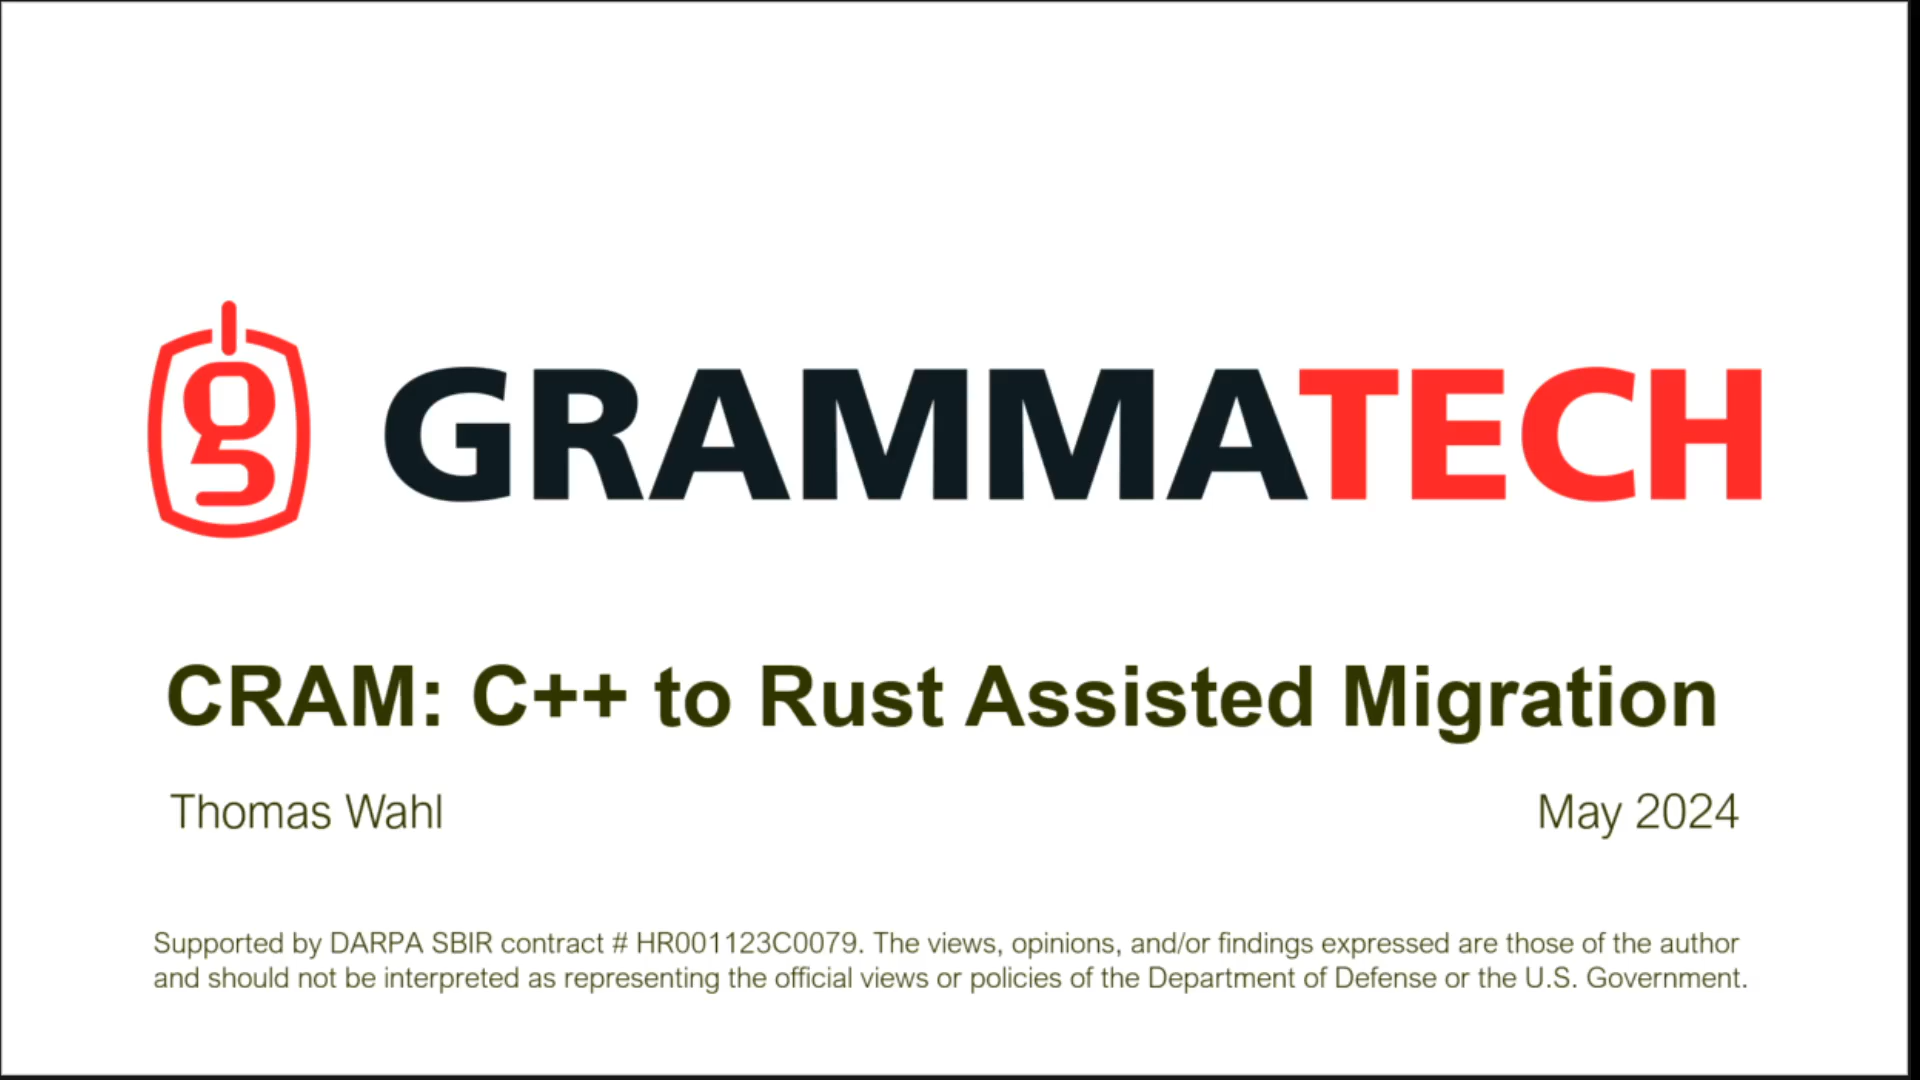 GRAMMATECH
CRAM: C++ to Rust Assisted Migration
Thomas Wahl
May 2024
Supported by DARPA SBIR contract # HR001123C0079. The views, opinions, and/or findings expressed are those of the author
and should not be interpreted as representing the official views or policies of the Department of Defense or the U.S. Government.